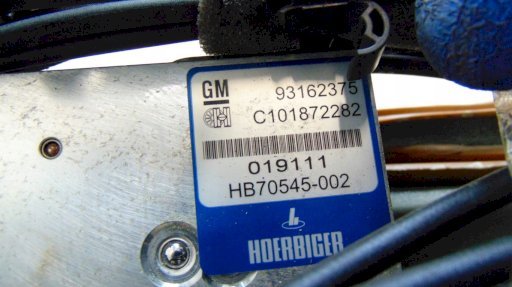 GM 93162375
C101872282
019111
HB70545-002
HOERBIGER